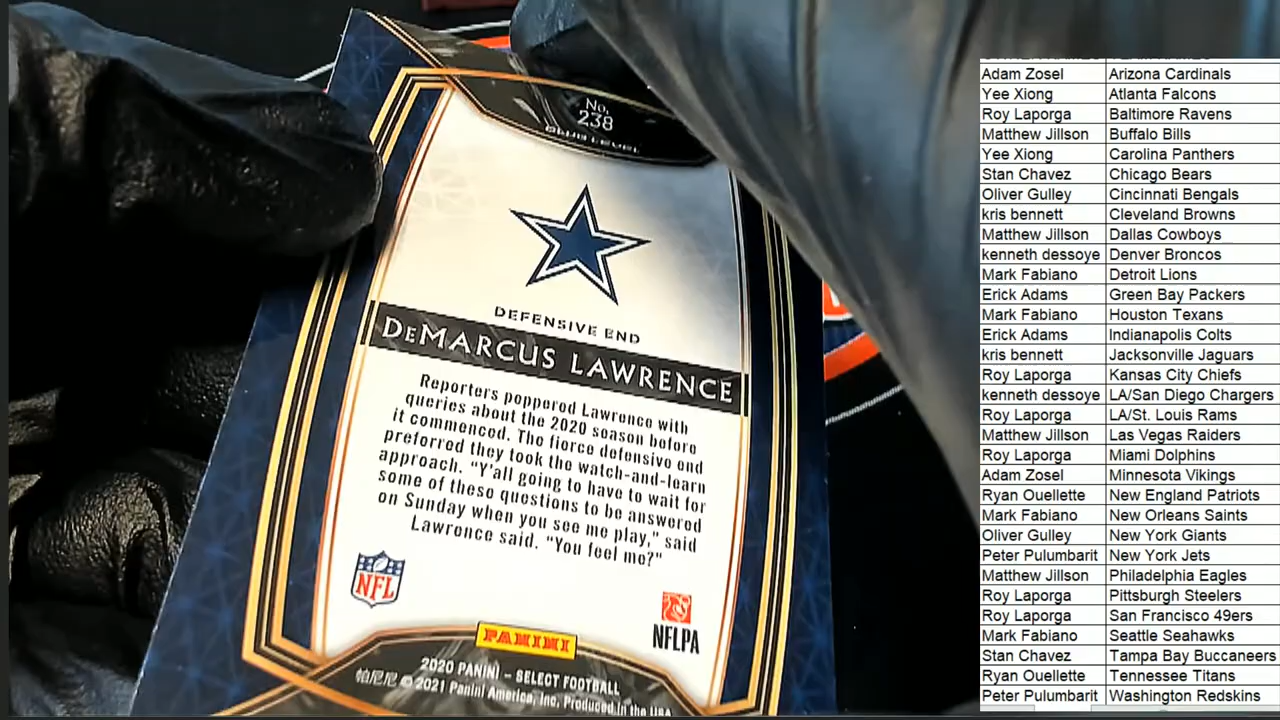 No.
238
CLUB LEVEL
DEFENSIVE END
DEMARCUS LAWRENCE
Reporters peppered Lawrence with
queries about the 2020 season before
it commenced. The fierce defensive end
preferred they took the watch-and-learn
approach. “Y’all going to have to wait for
some of these questions to be answered
on Sunday when you see me play,” said
Lawrence said. “You feel me?”
NFL
NFLPA
PANINI
2020 PANINI – SELECT FOOTBALL
帕尼尼 © 2021 Panini America, Inc. Produced in the USA
Adam Zosel Arizona Cardinals
Yee Xiong Atlanta Falcons
Roy Laporga Baltimore Ravens
Matthew Jillson Buffalo Bills
Yee Xiong Carolina Panthers
Stan Chavez Chicago Bears
Oliver Gulley Cincinnati Bengals
kris bennett Cleveland Browns
Matthew Jillson Dallas Cowboys
kenneth dessoye Denver Broncos
Mark Fabiano Detroit Lions
Erick Adams Green Bay Packers
Mark Fabiano Houston Texans
Erick Adams Indianapolis Colts
kris bennett Jacksonville Jaguars
Roy Laporga Kansas City Chiefs
kenneth dessoye LA/San Diego Chargers
Roy Laporga LA/St. Louis Rams
Matthew Jillson Las Vegas Raiders
Roy Laporga Miami Dolphins
Adam Zosel Minnesota Vikings
Ryan Ouellette New England Patriots
Mark Fabiano New Orleans Saints
Oliver Gulley New York Giants
Peter Pulumbarit New York Jets
Matthew Jillson Philadelphia Eagles
Roy Laporga Pittsburgh Steelers
Roy Laporga San Francisco 49ers
Mark Fabiano Seattle Seahawks
Stan Chavez Tampa Bay Buccaneers
Ryan Ouellette Tennessee Titans
Peter Pulumbarit Washington Redskins